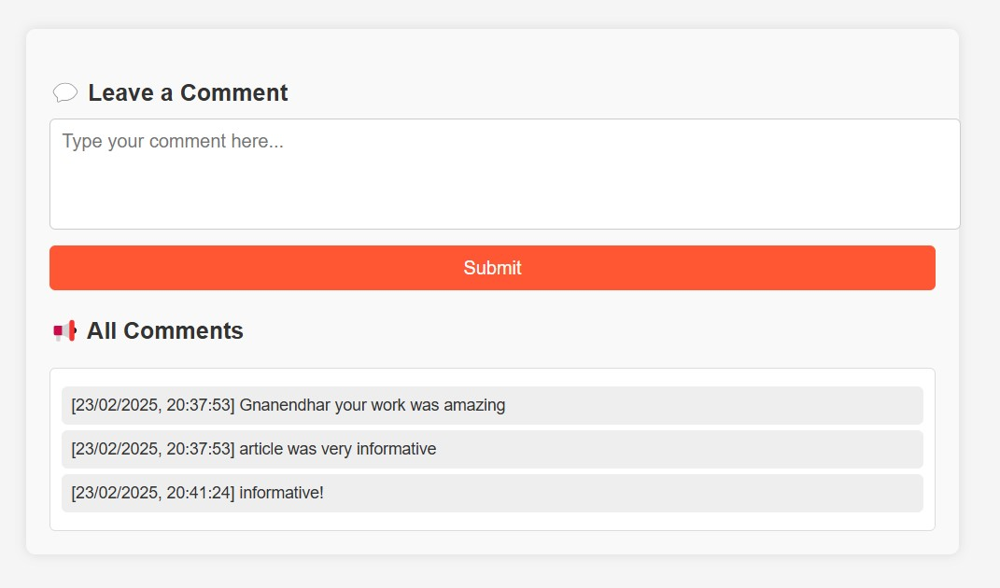 💬 Leave a Comment
Type your comment here...
Submit
📢 All Comments
[23/02/2025, 20:37:53] Gnanendhar your work was amazing
[23/02/2025, 20:37:53] article was very informative
[23/02/2025, 20:41:24] informative!